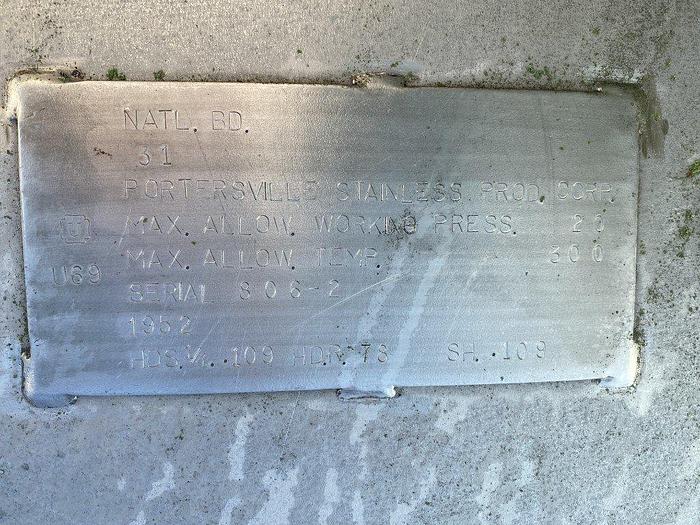 NATL. BD.
31
PORTERSVILLE STAINLESS PROD. CORP.
U MAX. ALLOW. WORKING PRESS. 25
U69 MAX. ALLOW. TEMP. 300
SERIAL 806-2
1952
HDS. .109 HDR 78 SH. .109